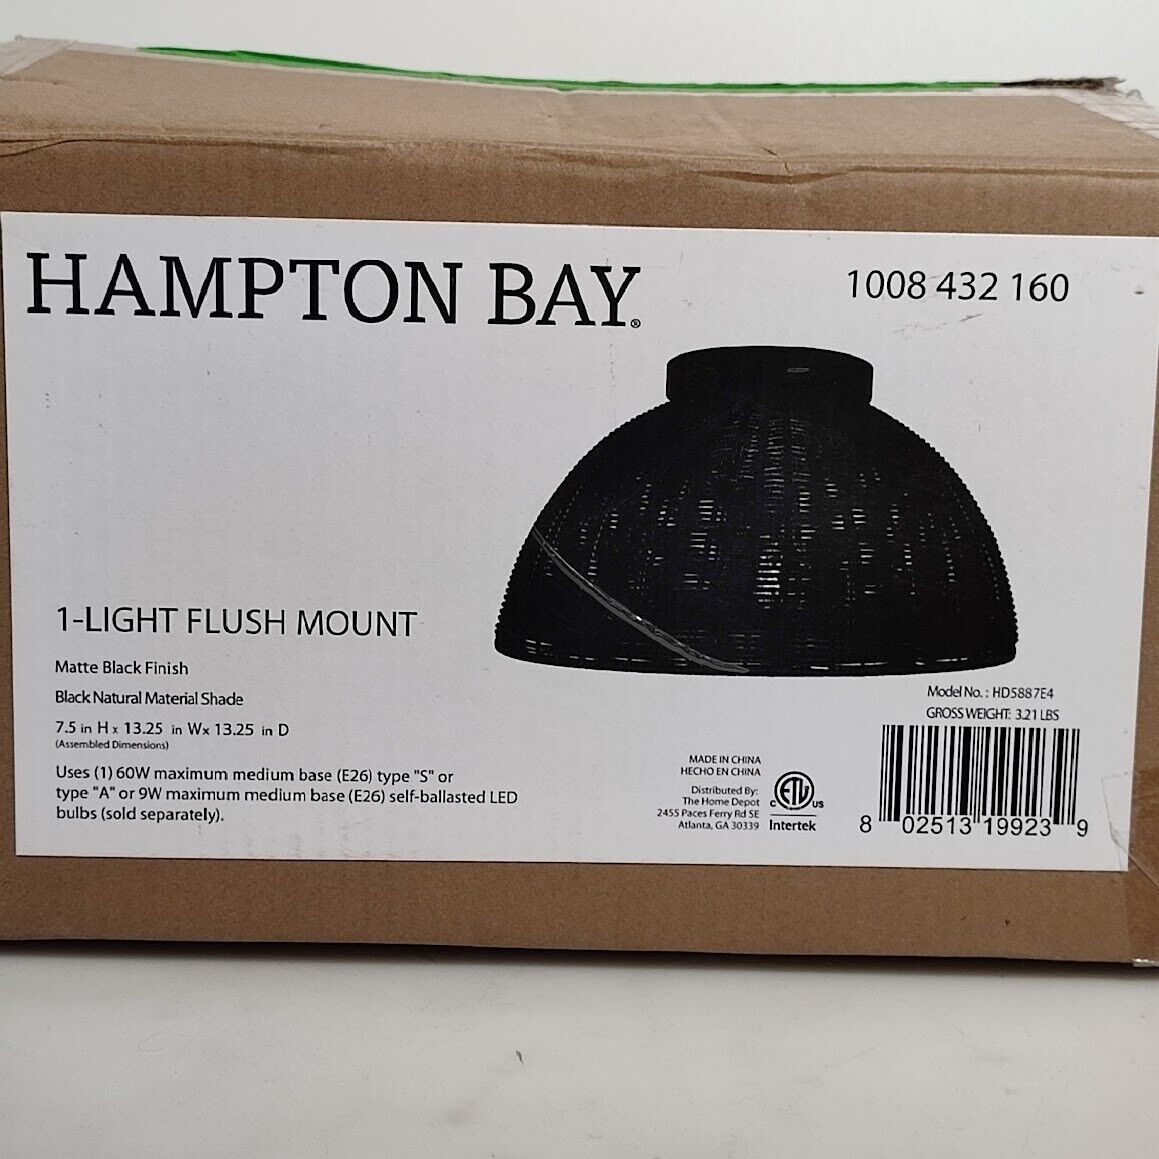 HAMPTON BAY®
1008 432 160
1-LIGHT FLUSH MOUNT
Matte Black Finish
Black Natural Material Shade
7.5 in H x 13.25 in W x 13.25 in D
(Assembled Dimensions)
Uses (1) 60W maximum medium base (E26) type "S" or
type "A" or 9W maximum medium base (E26) self-ballasted LED
bulbs (sold separately).
Model No.: HD5887E4
GROSS WEIGHT: 3.21 LBS
MADE IN CHINA
HECHO EN CHINA
Distributed By:
The Home Depot
2455 Paces Ferry Rd SE
Atlanta, GA 30339
c ETL us
Intertek
8 02513 19923 9